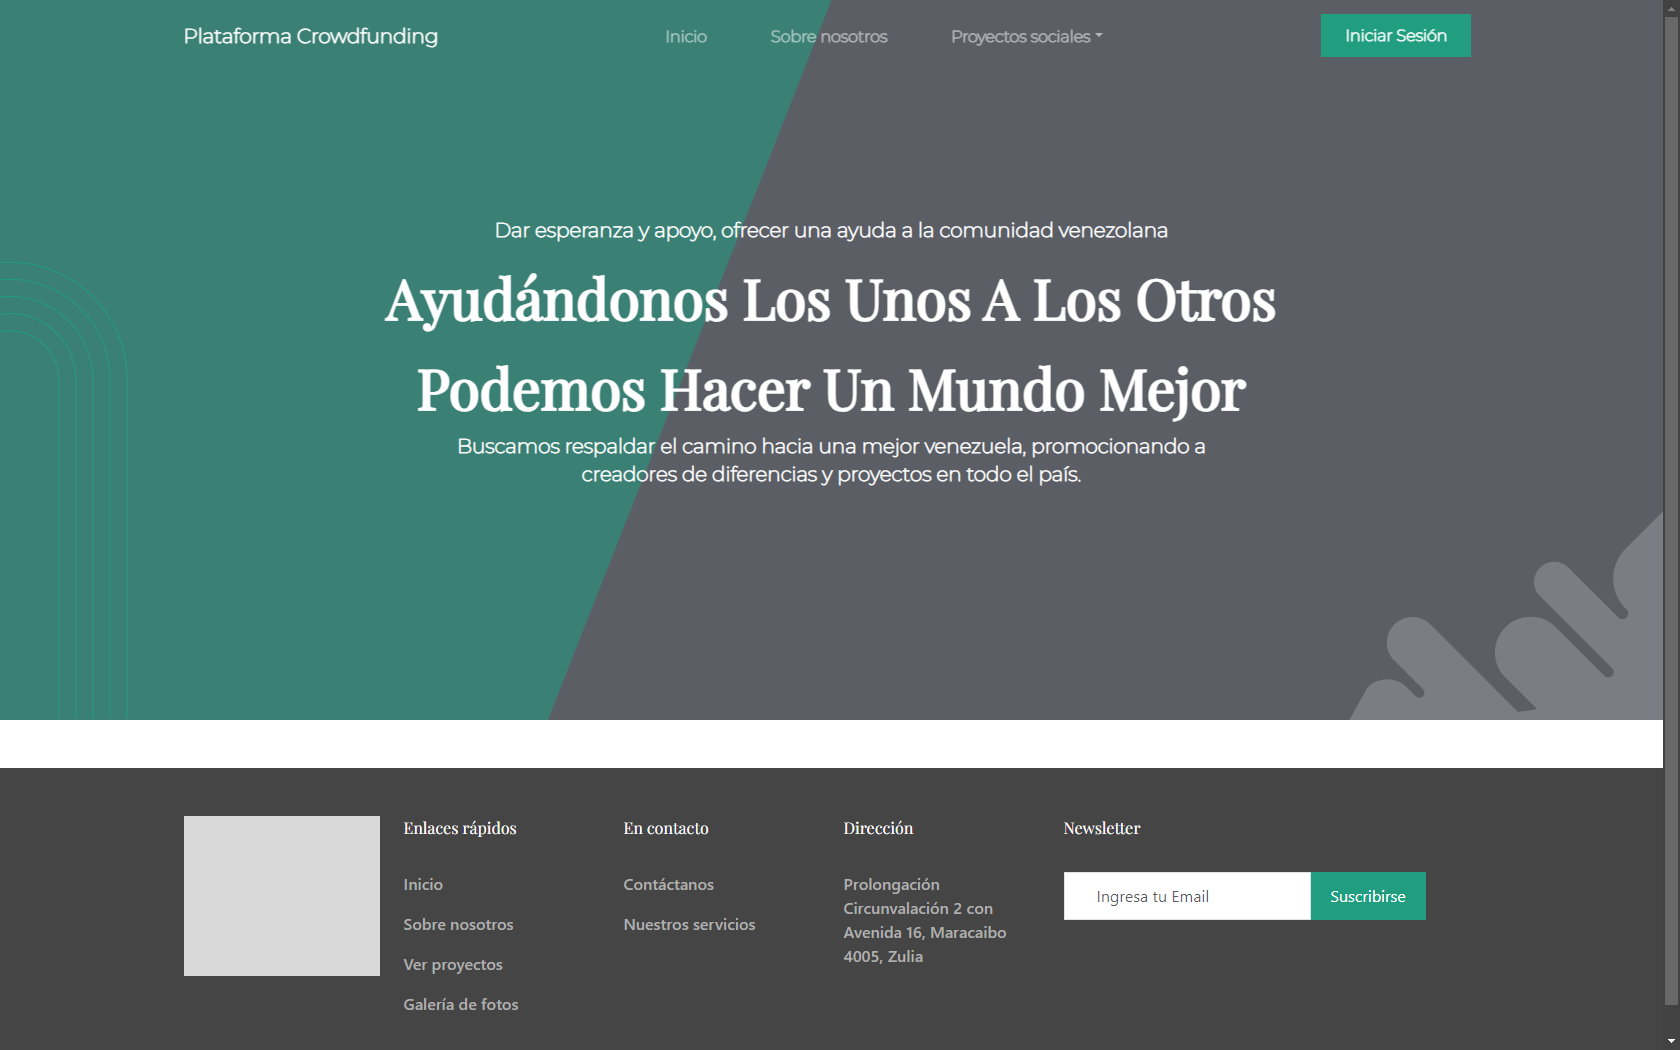 Plataforma Crowdfunding
Inicio
Sobre nosotros
Proyectos sociales
Iniciar Sesión
Dar esperanza y apoyo, ofrecer una ayuda a la comunidad venezolana
Ayudándonos Los Unos A Los Otros
Podemos Hacer Un Mundo Mejor
Buscamos respaldar el camino hacia una mejor venezuela, promocionando a
creadores de diferencias y proyectos en todo el país.
Enlaces rápidos
Inicio
Sobre nosotros
Ver proyectos
Galería de fotos
En contacto
Contáctanos
Nuestros servicios
Dirección
Prolongación
Circunvalación 2 con
Avenida 16, Maracaibo
4005, Zulia
Newsletter
Ingresa tu Email
Suscribirse